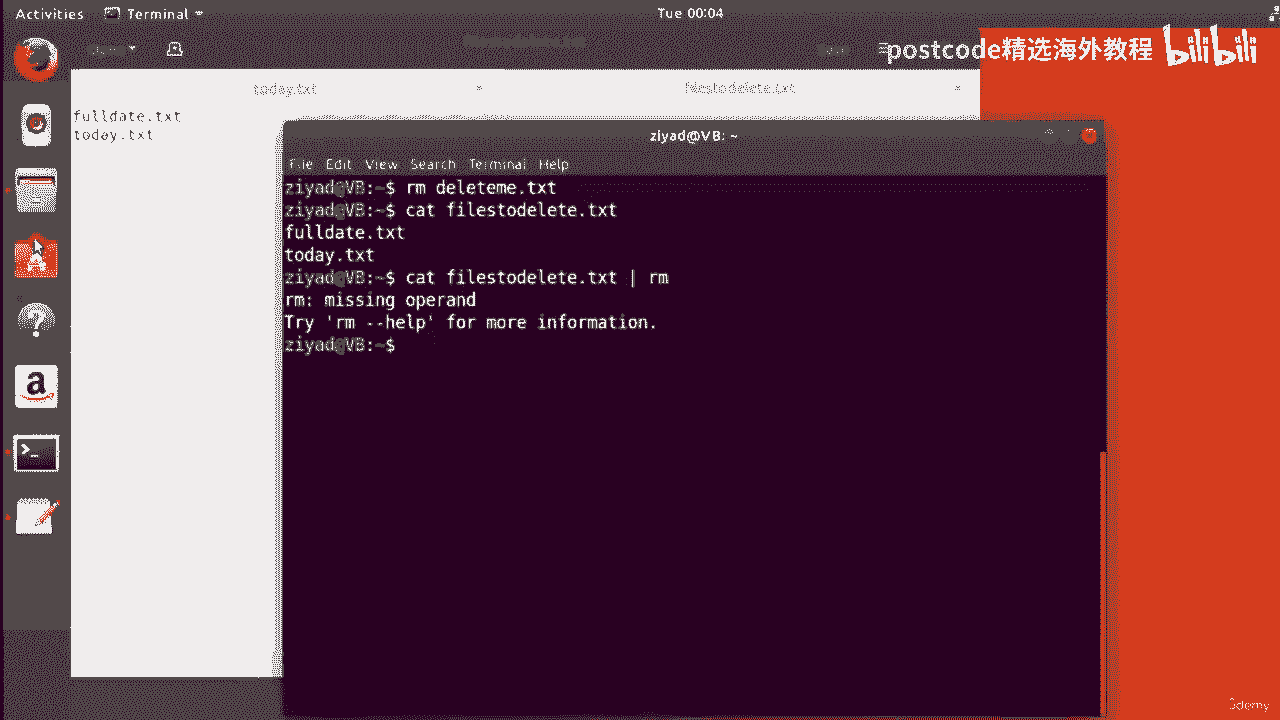 Activities Terminal Tue 00:04
postcode精选海外教程 bilibili
today.txt filestodelete.txt
fulldate.txt
today.txt
ziyad@VB: ~
File Edit View Search Terminal Help
ziyad@VB:~$ rm deleteme.txt
ziyad@VB:~$ cat filestodelete.txt
fulldate.txt
today.txt
ziyad@VB:~$ cat filestodelete.txt | rm
rm: missing operand
Try 'rm --help' for more information.
ziyad@VB:~$
Udemy